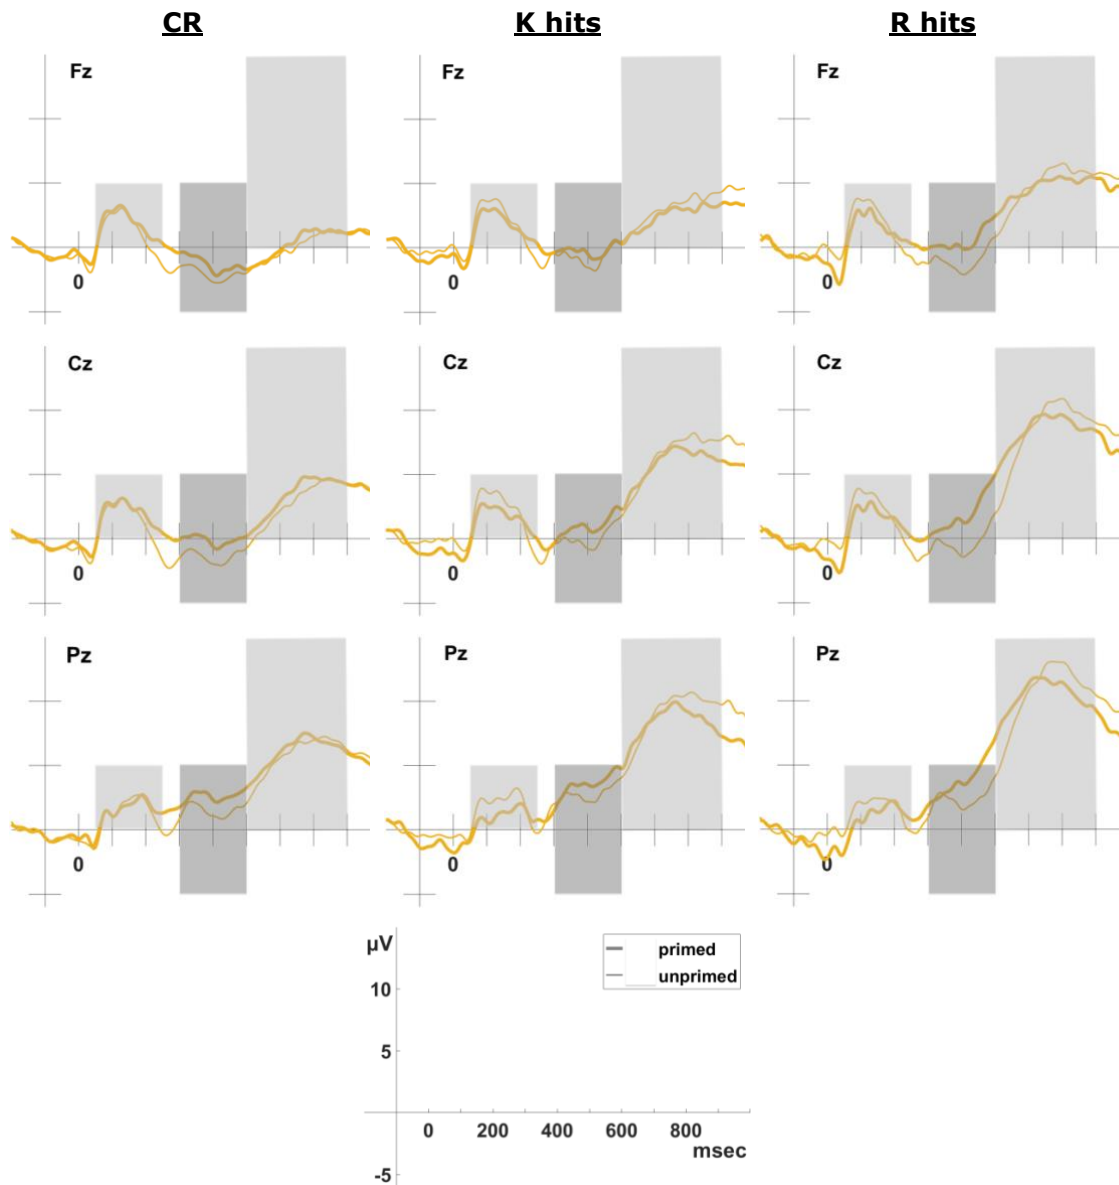 CR K hits R hits
Fz Fz Fz
0 0 0
Cz Cz Cz
0 0 0
Pz Pz Pz
0 0 0
µV
primed
unprimed
10
5
0 200 400 600 800
msec
-5